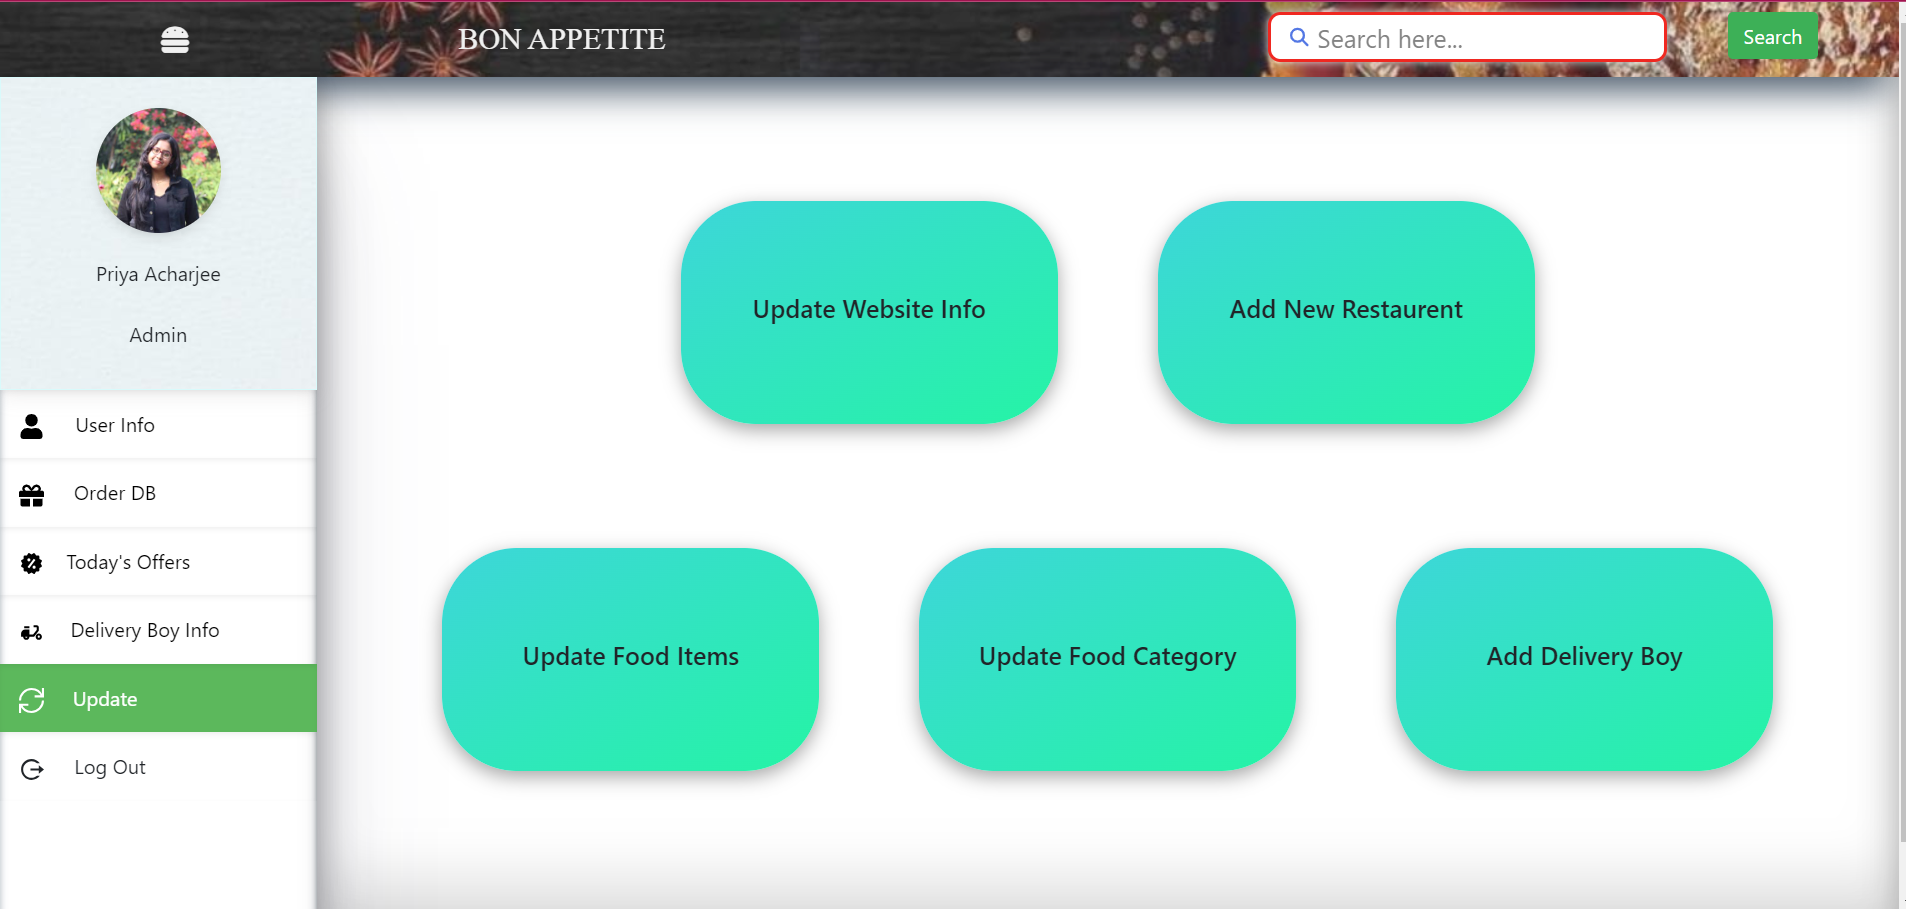 BON APPETITE
Search here...
Search
Priya Acharjee
Admin
User Info
Order DB
Today's Offers
Delivery Boy Info
Update
Log Out
Update Website Info
Add New Restaurent
Update Food Items
Update Food Category
Add Delivery Boy